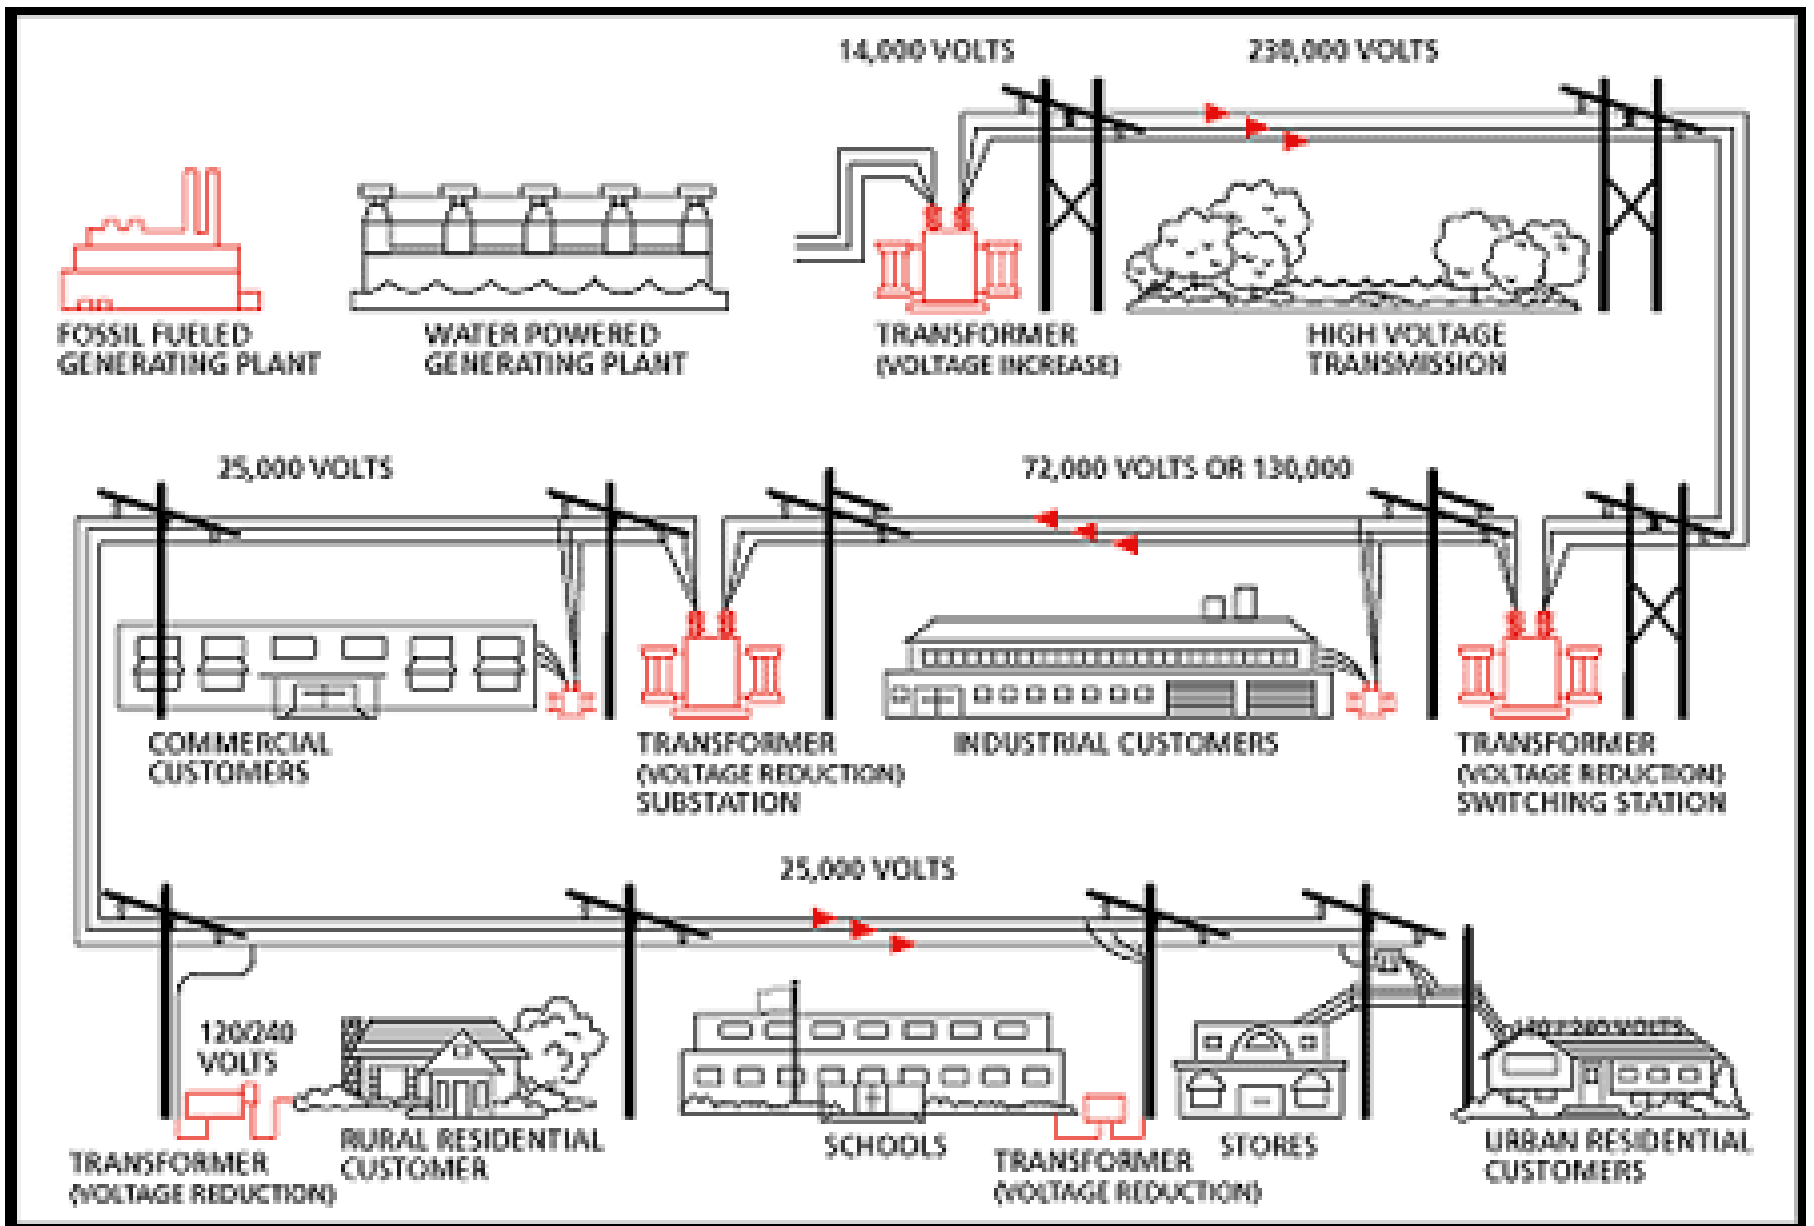 14,000 VOLTS
230,000 VOLTS
FOSSIL FUELED
GENERATING PLANT
WATER POWERED
GENERATING PLANT
TRANSFORMER
(VOLTAGE INCREASE)
HIGH VOLTAGE
TRANSMISSION
25,000 VOLTS
72,000 VOLTS OR 130,000
COMMERCIAL
CUSTOMERS
TRANSFORMER
(VOLTAGE REDUCTION)
SUBSTATION
INDUSTRIAL CUSTOMERS
TRANSFORMER
(VOLTAGE REDUCTION)
SWITCHING STATION
25,000 VOLTS
120/240
VOLTS
TRANSFORMER
(VOLTAGE REDUCTION)
RURAL RESIDENTIAL
CUSTOMER
SCHOOLS
TRANSFORMER
(VOLTAGE REDUCTION)
STORES
VOLTS
URBAN RESIDENTIAL
CUSTOMERS